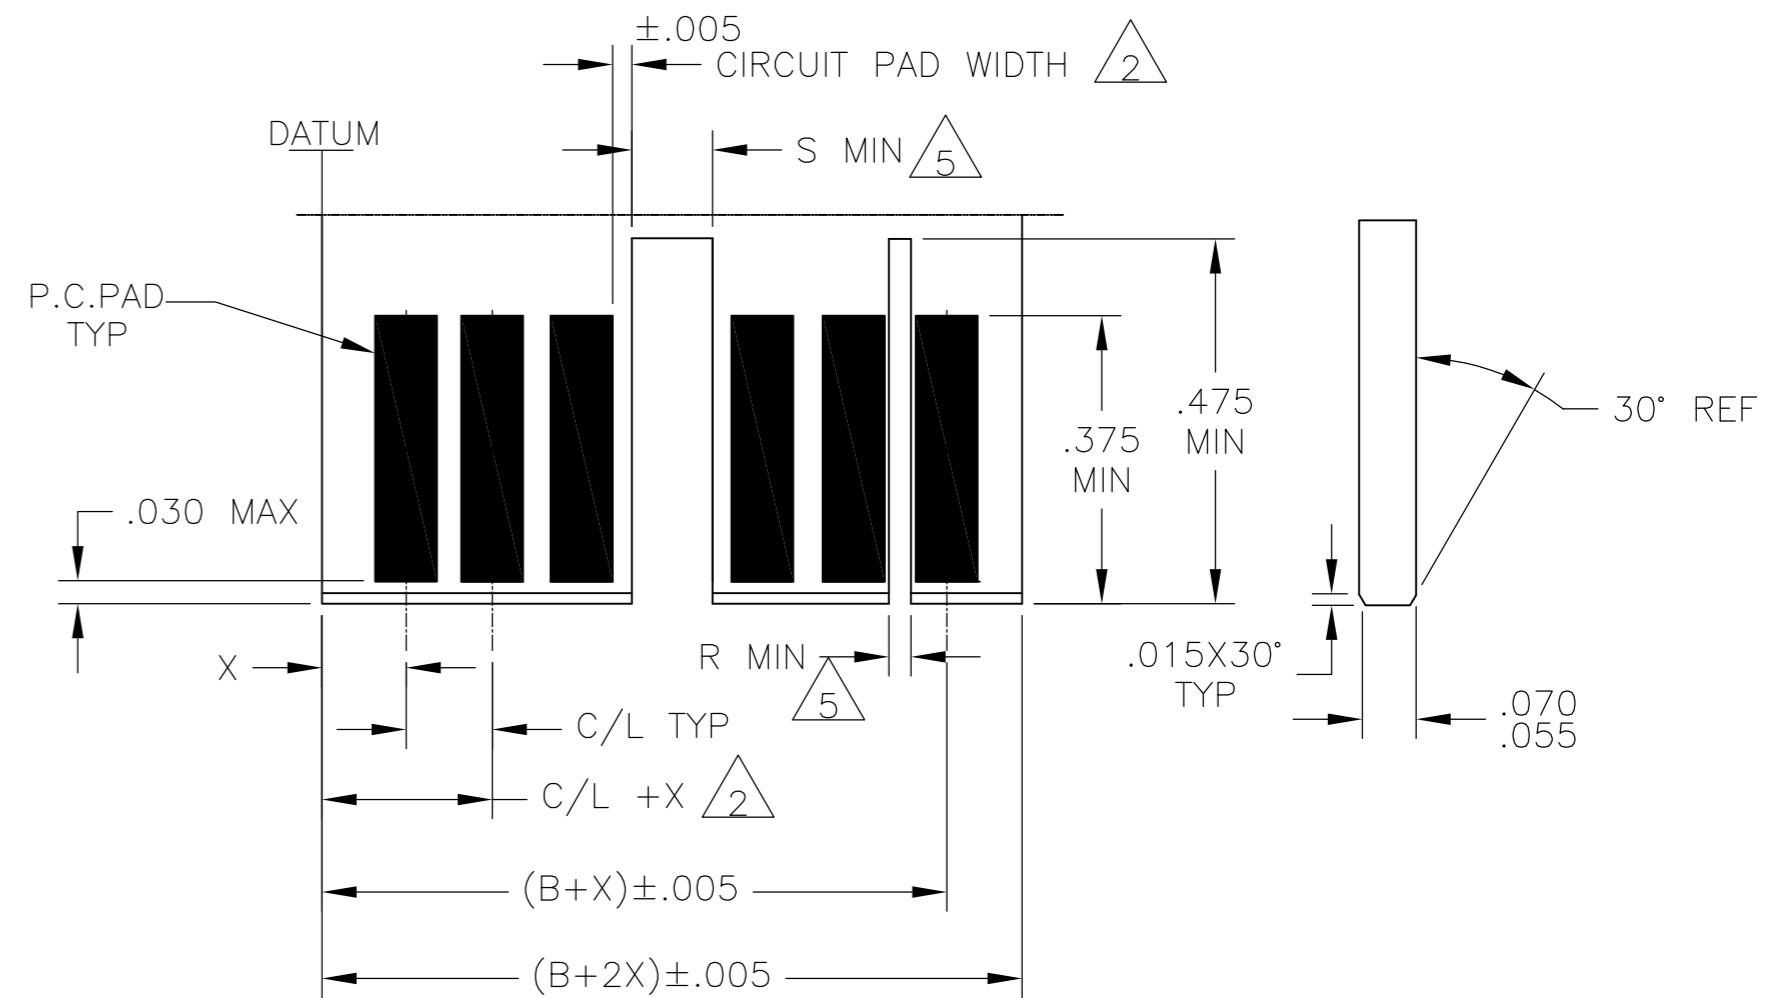 ±.005
CIRCUIT PAD WIDTH 2
DATUM
S MIN 5
P.C.PAD
TYP
.475
MIN
.375
MIN
30° REF
.030 MAX
X
R MIN
5
.015X30°
TYP
.070
.055
C/L TYP
C/L +X 2
(B+X)±.005
(B+2X)±.005